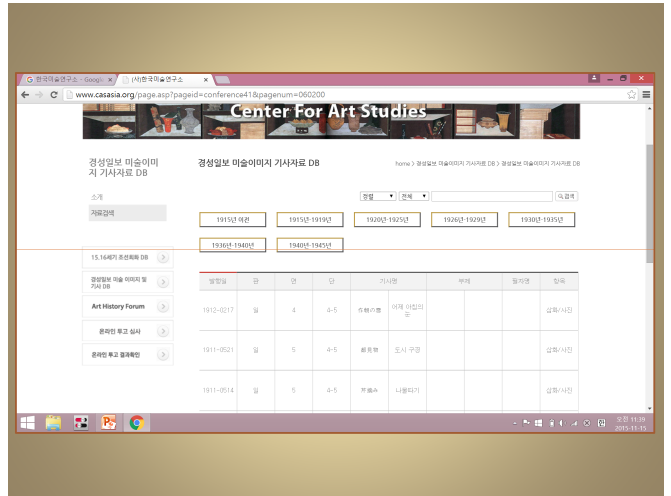 한국미술연구소 - Google
(사)한국미술연구소
www.casasia.org/page.asp?pageid=conference41&pagenum=060200
Center For Art Studies
경성일보 미술이미
지 기사자료 DB
소개
자료검색
15,16세기 조선회화 DB
경성일보 미술 이미지 및
기사 DB
Art History Forum
온라인 투고 심사
온라인 투고 결과확인
경성일보 미술이미지 기사자료 DB
home > 경성일보 미술이미지 기사자료 DB > 경성일보 미술이미지 기사자료 DB
정렬 전체 검색
1915년 이전 1915년-1919년 1920년-1925년 1926년-1929년 1930년-1935년
1936년-1940년 1940년-1945년
발행일 판 면 단 기사명 부제 필자명 항목
1912-0217 일 4 4-5 어제 아침의 삽화/사진
1911-0521 일 5 4-5 도시 구경 삽화/사진
1911-0514 일 5 4-5 나물따기 삽화/사진
오전 11:39
2015-11-15